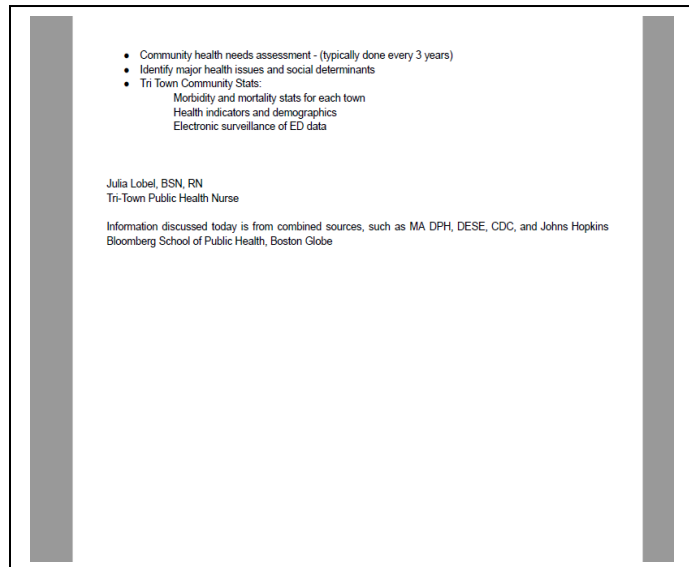 ● Community health needs assessment - (typically done every 3 years)
● Identify major health issues and social determinants
● Tri Town Community Stats:
Morbidity and mortality stats for each town
Health indicators and demographics
Electronic surveillance of ED data
Julia Lobel, BSN, RN
Tri-Town Public Health Nurse
Information discussed today is from combined sources, such as MA DPH, DESE, CDC, and Johns Hopkins
Bloomberg School of Public Health, Boston Globe